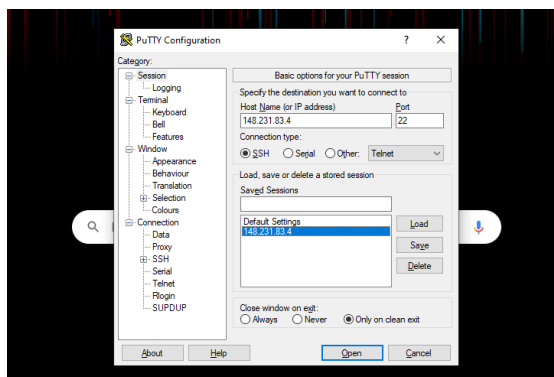 PuTTY Configuration
? ×
Category:
Session
Logging
Terminal
Keyboard
Bell
Features
Window
Appearance
Behaviour
Translation
Selection
Colours
Connection
Data
Proxy
SSH
Serial
Telnet
Rlogin
SUPDUP
Basic options for your PuTTY session
Specify the destination you want to connect to
Host Name (or IP address) Port
148.231.83.4 22
Connection type:
SSH Serial Other: Telnet
Load, save or delete a stored session
Saved Sessions
Default Settings
148.231.83.4
Load
Save
Delete
Close window on exit:
Always Never Only on clean exit
About Help Open Cancel